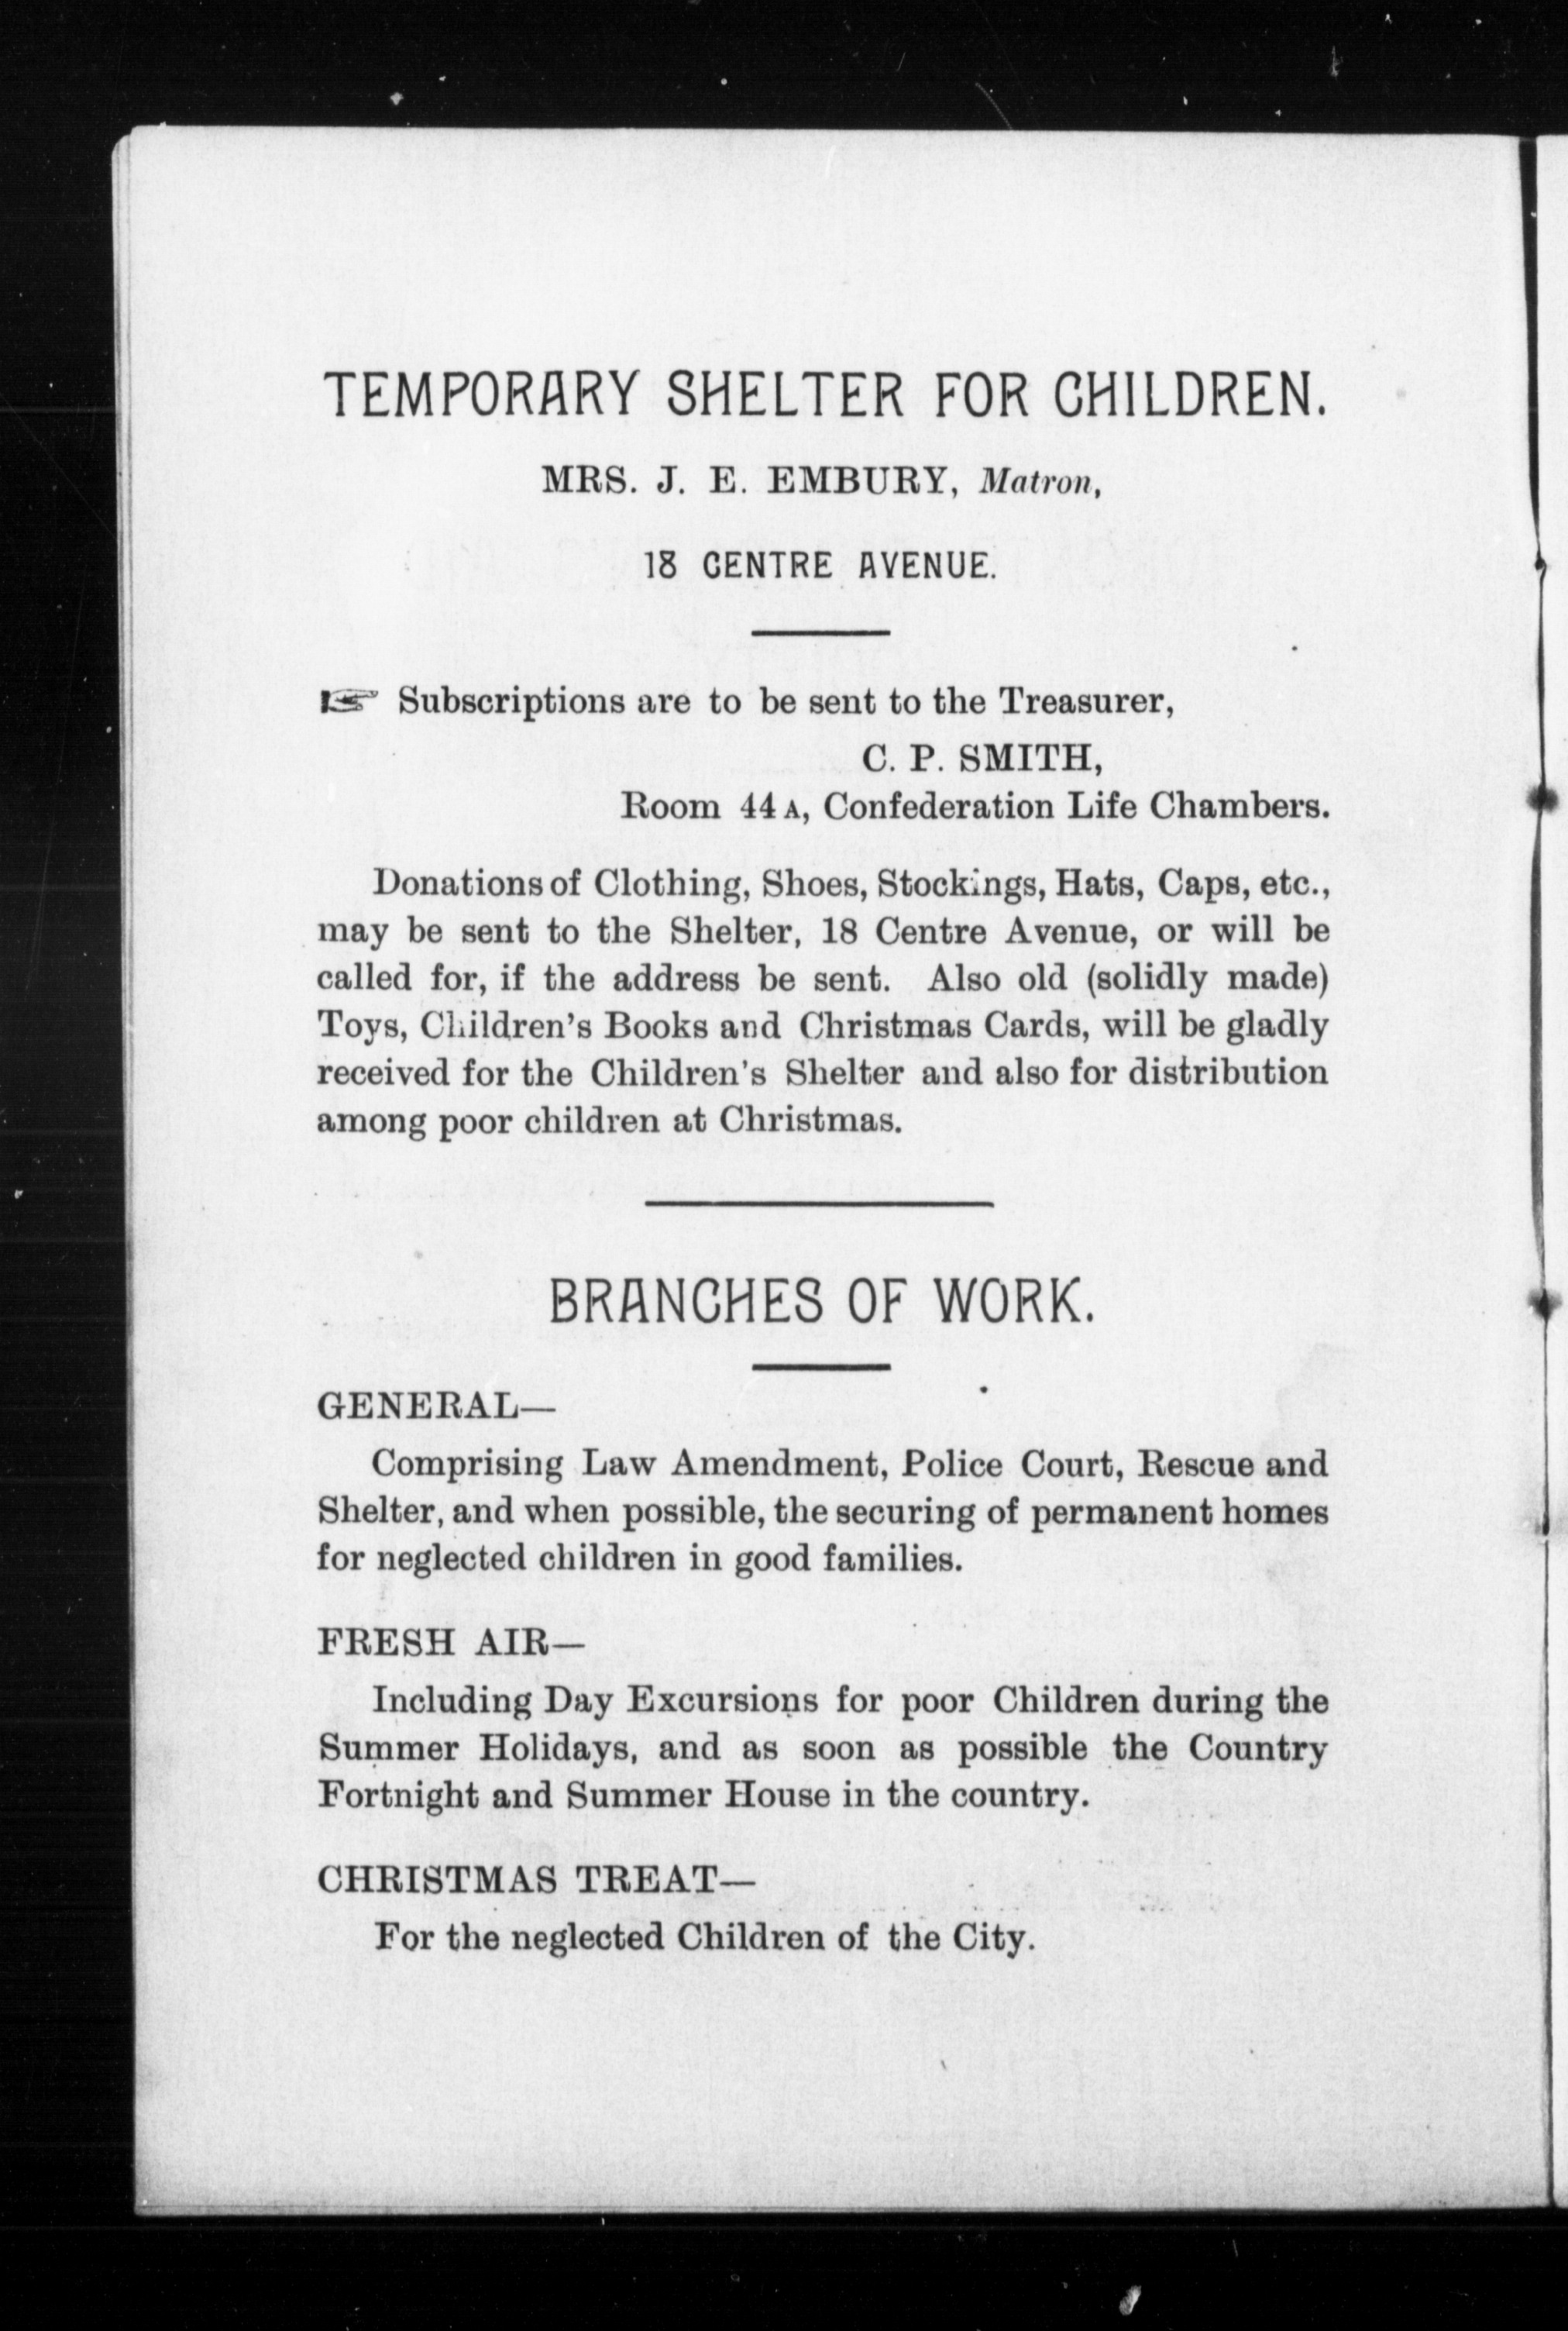 TEMPORARY SHELTER FOR CHILDREN.
MRS. J. E. EMBURY, Matron,
18 CENTRE AVENUE.
☞ Subscriptions are to be sent to the Treasurer,
C. P. SMITH,
Room 44 A, Confederation Life Chambers.
Donations of Clothing, Shoes, Stockings, Hats, Caps, etc.,
may be sent to the Shelter, 18 Centre Avenue, or will be
called for, if the address be sent. Also old (solidly made)
Toys, Children's Books and Christmas Cards, will be gladly
received for the Children's Shelter and also for distribution
among poor children at Christmas.
BRANCHES OF WORK.
GENERAL—
Comprising Law Amendment, Police Court, Rescue and
Shelter, and when possible, the securing of permanent homes
for neglected children in good families.
FRESH AIR—
Including Day Excursions for poor Children during the
Summer Holidays, and as soon as possible the Country
Fortnight and Summer House in the country.
CHRISTMAS TREAT—
For the neglected Children of the City.